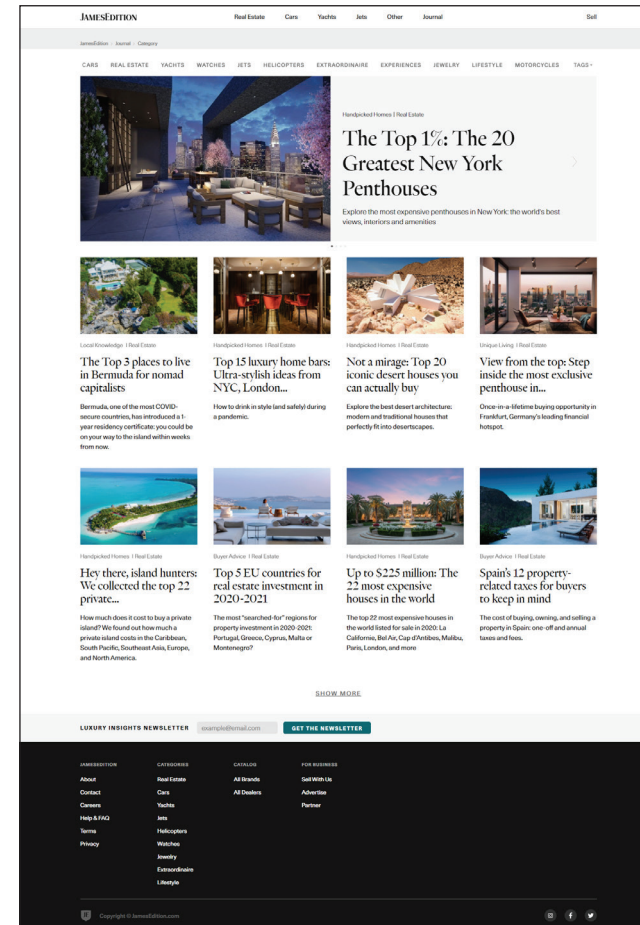 JAMESEDITION
Real Estate Cars Yachts Jets Other Journal Sell
JamesEdition Journal Category
CARS REAL ESTATE YACHTS WATCHES JETS HELICOPTERS EXTRAORDINAIRE EXPERIENCES JEWELRY LIFESTYLE MOTORCYCLES TAGS
Handpicked Homes | Real Estate
The Top 1%: The 20
Greatest New York
Penthouses
Explore the most expensive penthouses in New York: the world's best
views, interiors and amenities
Local Knowledge | Real Estate
The Top 3 places to live
in Bermuda for nomad
capitalists
Bermuda, one of the most COVID-
secure countries, has introduced a 1-
year residency certificate: you could be
on your way to the island within weeks
from now.
Handpicked Homes | Real Estate
Top 15 luxury home bars:
Ultra-stylish ideas from
NYC, London...
How to drink in style (and safely) during
a pandemic.
Handpicked Homes | Real Estate
Not a mirage: Top 20
iconic desert houses you
can actually buy
Explore the best desert architecture:
modern and traditional houses that
perfectly fit into desertscapes.
Unique Living | Real Estate
View from the top: Step
inside the most exclusive
penthouse in...
Once-in-a-lifetime buying opportunity in
Frankfurt, Germany's leading financial
hotspot.
Handpicked Homes | Real Estate
Hey there, island hunters:
We collected the top 22
private...
How much does it cost to buy a private
island? We found out how much a
private island costs in the Caribbean,
South Pacific, Southeast Asia, Europe,
and North America.
Buyer Advice | Real Estate
Top 5 EU countries for
real estate investment in
2020-2021
The most "searched-for" regions for
property investment in 2020-2021:
Portugal, Greece, Cyprus, Malta or
Montenegro?
Handpicked Homes | Real Estate
Up to $225 million: The
22 most expensive
houses in the world
The top 22 most expensive houses in
the world listed for sale in 2020: La
Californie, Bel Air, Cap d'Antibes, Malibu,
Paris, London, and more
Buyer Advice | Real Estate
Spain's 12 property-
related taxes for buyers
to keep in mind
The cost of buying, owning, and selling a
property in Spain: one-off and annual
taxes and fees.
SHOW MORE
LUXURY INSIGHTS NEWSLETTER example@email.com GET THE NEWSLETTER
JAMESEDITION
About
Contact
Careers
Help & FAQ
Terms
Privacy
CATEGORIES
Real Estate
Cars
Yachts
Jets
Helicopters
Watches
Jewelry
Extraordinaire
Lifestyle
CATALOG
All Brands
All Dealers
FOR BUSINESS
Sell With Us
Advertise
Partner
Copyright © JamesEdition.com